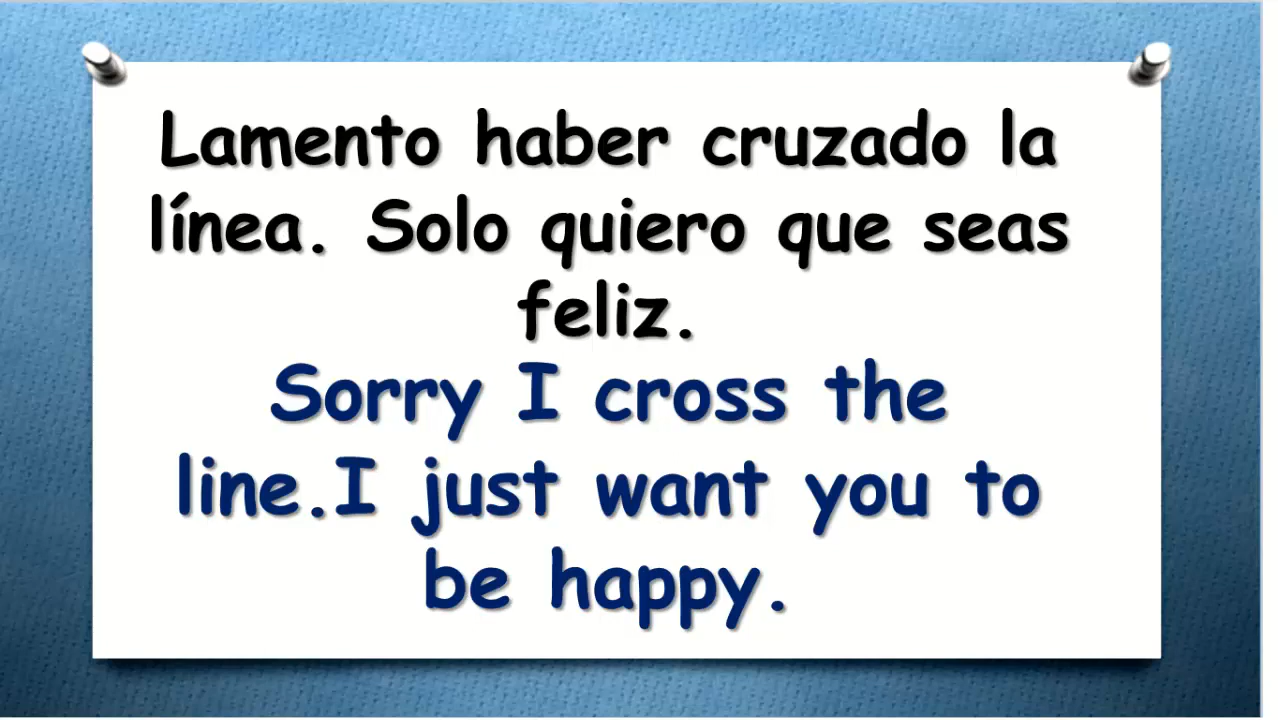 Lamento haber cruzado la
línea. Solo quiero que seas
feliz.
Sorry I cross the
line.I just want you to
be happy.